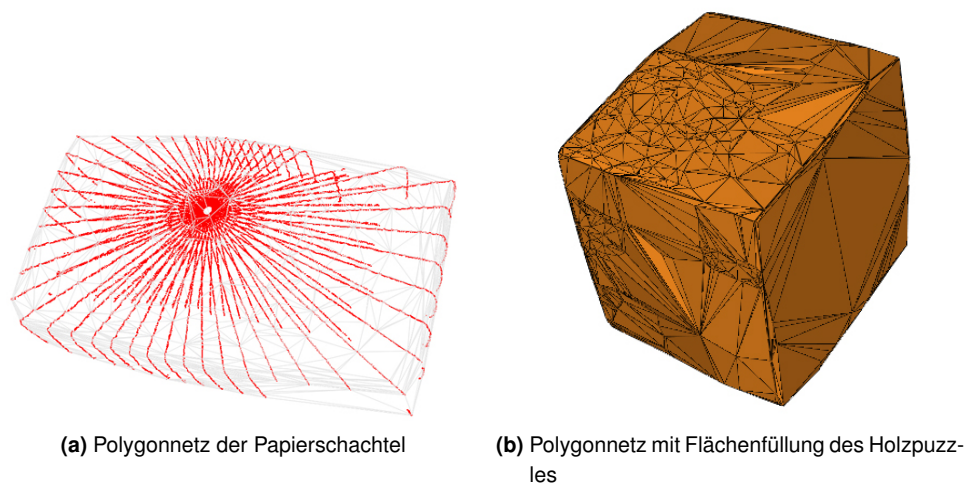 (a) Polygonnetz der Papierschachtel
(b) Polygonnetz mit Flächenfüllung des Holzpuzz-
les